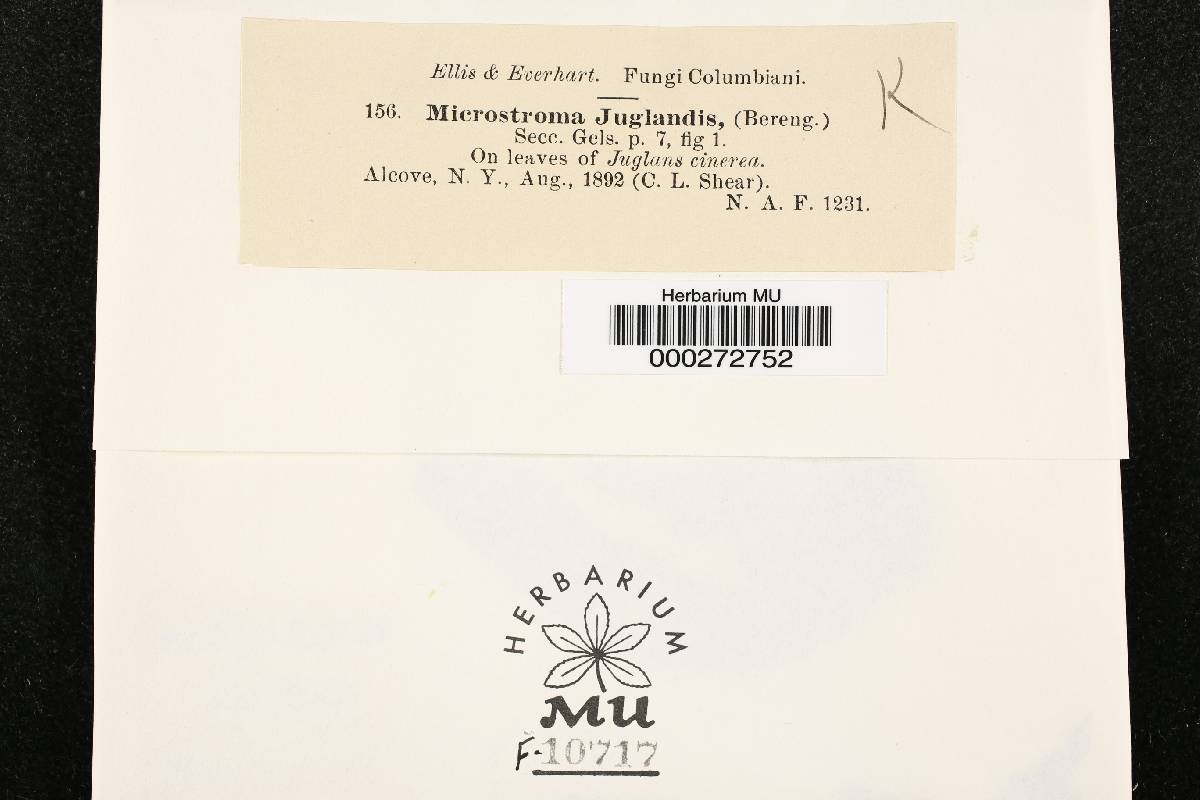 Ellis & Everhart. Fungi Columbiani.
K
156. Microstroma Juglandis, (Bereng.)
Secc. Gels. p. 7, fig 1.
On leaves of Juglans cinerea.
Alcove, N. Y., Aug., 1892 (C. L. Shear).
N. A. F. 1231.
Herbarium MU
000272752
HERBARIUM
MU
F-10717